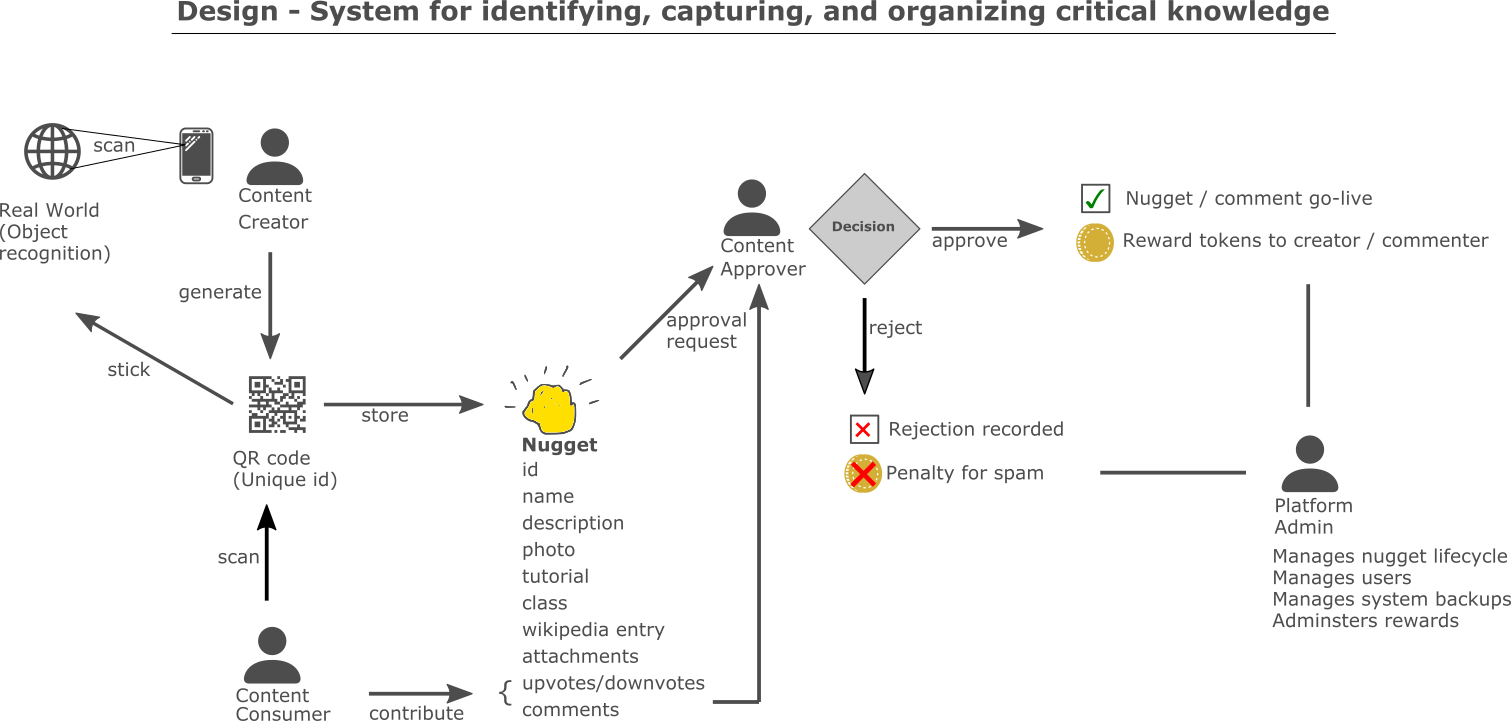 Design - System for identifying, capturing, and organizing critical knowledge
scan
Real World
(Object
recognition)
Content
Creator
generate
stick
QR code
(Unique id)
store
scan
Content
Consumer
contribute
Nugget
id
name
description
photo
tutorial
class
wikipedia entry
attachments
{ upvotes/downvotes
comments
approval
request
Content
Approver
Decision
approve
Nugget / comment go-live
Reward tokens to creator / commenter
reject
Rejection recorded
Penalty for spam
Platform
Admin
Manages nugget lifecycle
Manages users
Manages system backups
Adminsters rewards